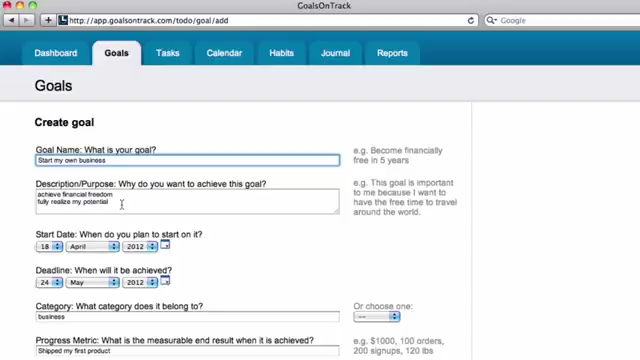 GoalsOnTrack
http://app.goalsontrack.com/todo/goal/add
Google
Dashboard
Goals
Tasks
Calendar
Habits
Journal
Reports
Goals
Create goal
Goal Name: What is your goal?
Start my own business
e.g. Become financially
free in 5 years
Description/Purpose: Why do you want to achieve this goal?
achieve financial freedom
fully realize my potential
e.g. This goal is important
to me because I want to
have the free time to travel
around the world.
Start Date: When do you plan to start on it?
18 April 2012
Deadline: When will it be achieved?
24 May 2012
Category: What category does it belong to?
business
Or choose one:
---
Progress Metric: What is the measurable end result when it is achieved?
Shipped my first product
e.g. $1000, 100 orders,
200 signups, 120 lbs